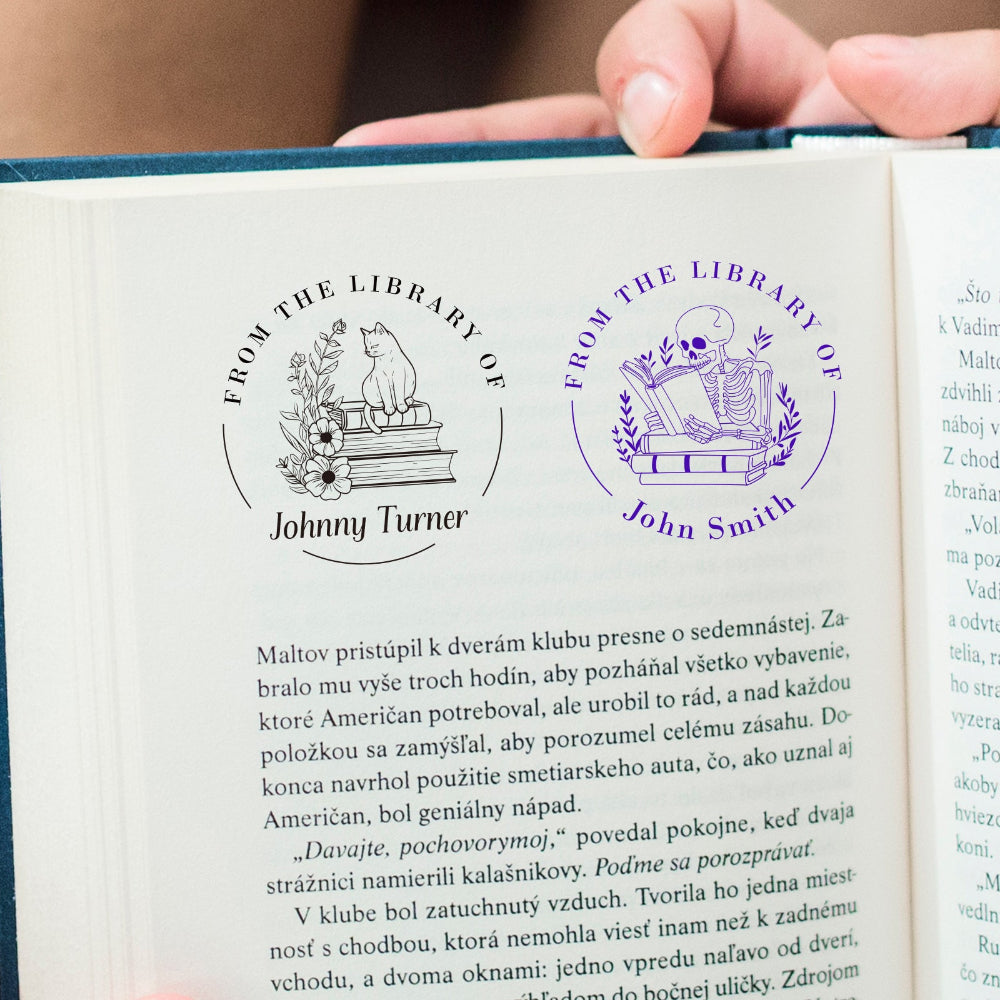 FROM THE LIBRARY OF
Johnny Turner
FROM THE LIBRARY OF
John Smith
Maltov pristúpil k dverám klubu presne o sedemnástej. Za-
bralo mu vyše troch hodín, aby pozháňal všetko vybavenie,
ktoré Američan potreboval, ale urobil to rád, a nad každou
položkou sa zamýšľal, aby porozumel celému zásahu. Do-
konca navrhol použitie smetiarskeho auta, čo, ako uznal aj
Američan, bol geniálny nápad.
„Davajte, pochovorymoj,“ povedal pokojne, keď dvaja
strážnici namierili kalašnikovy. Poďme sa porozprávať.
V klube bol zatuchnutý vzduch. Tvorila ho jedna miest-
nosť s chodbou, ktorá nemohla viesť inam než k zadnému
vchodu, a dvoma oknami: jedno vpredu naľavo od dverí,
do bočnej uličky. Zdrojom
„Što
k Vadim
Malto
zdvihli
náboj v
Z chod
zbraňa
„Vol.
ma poz
Vadi
a odvte
telia, ra
ho stra
vyzera
„Po
akoby
hviezd
koni.
„M
vedln
Ru
čo zn